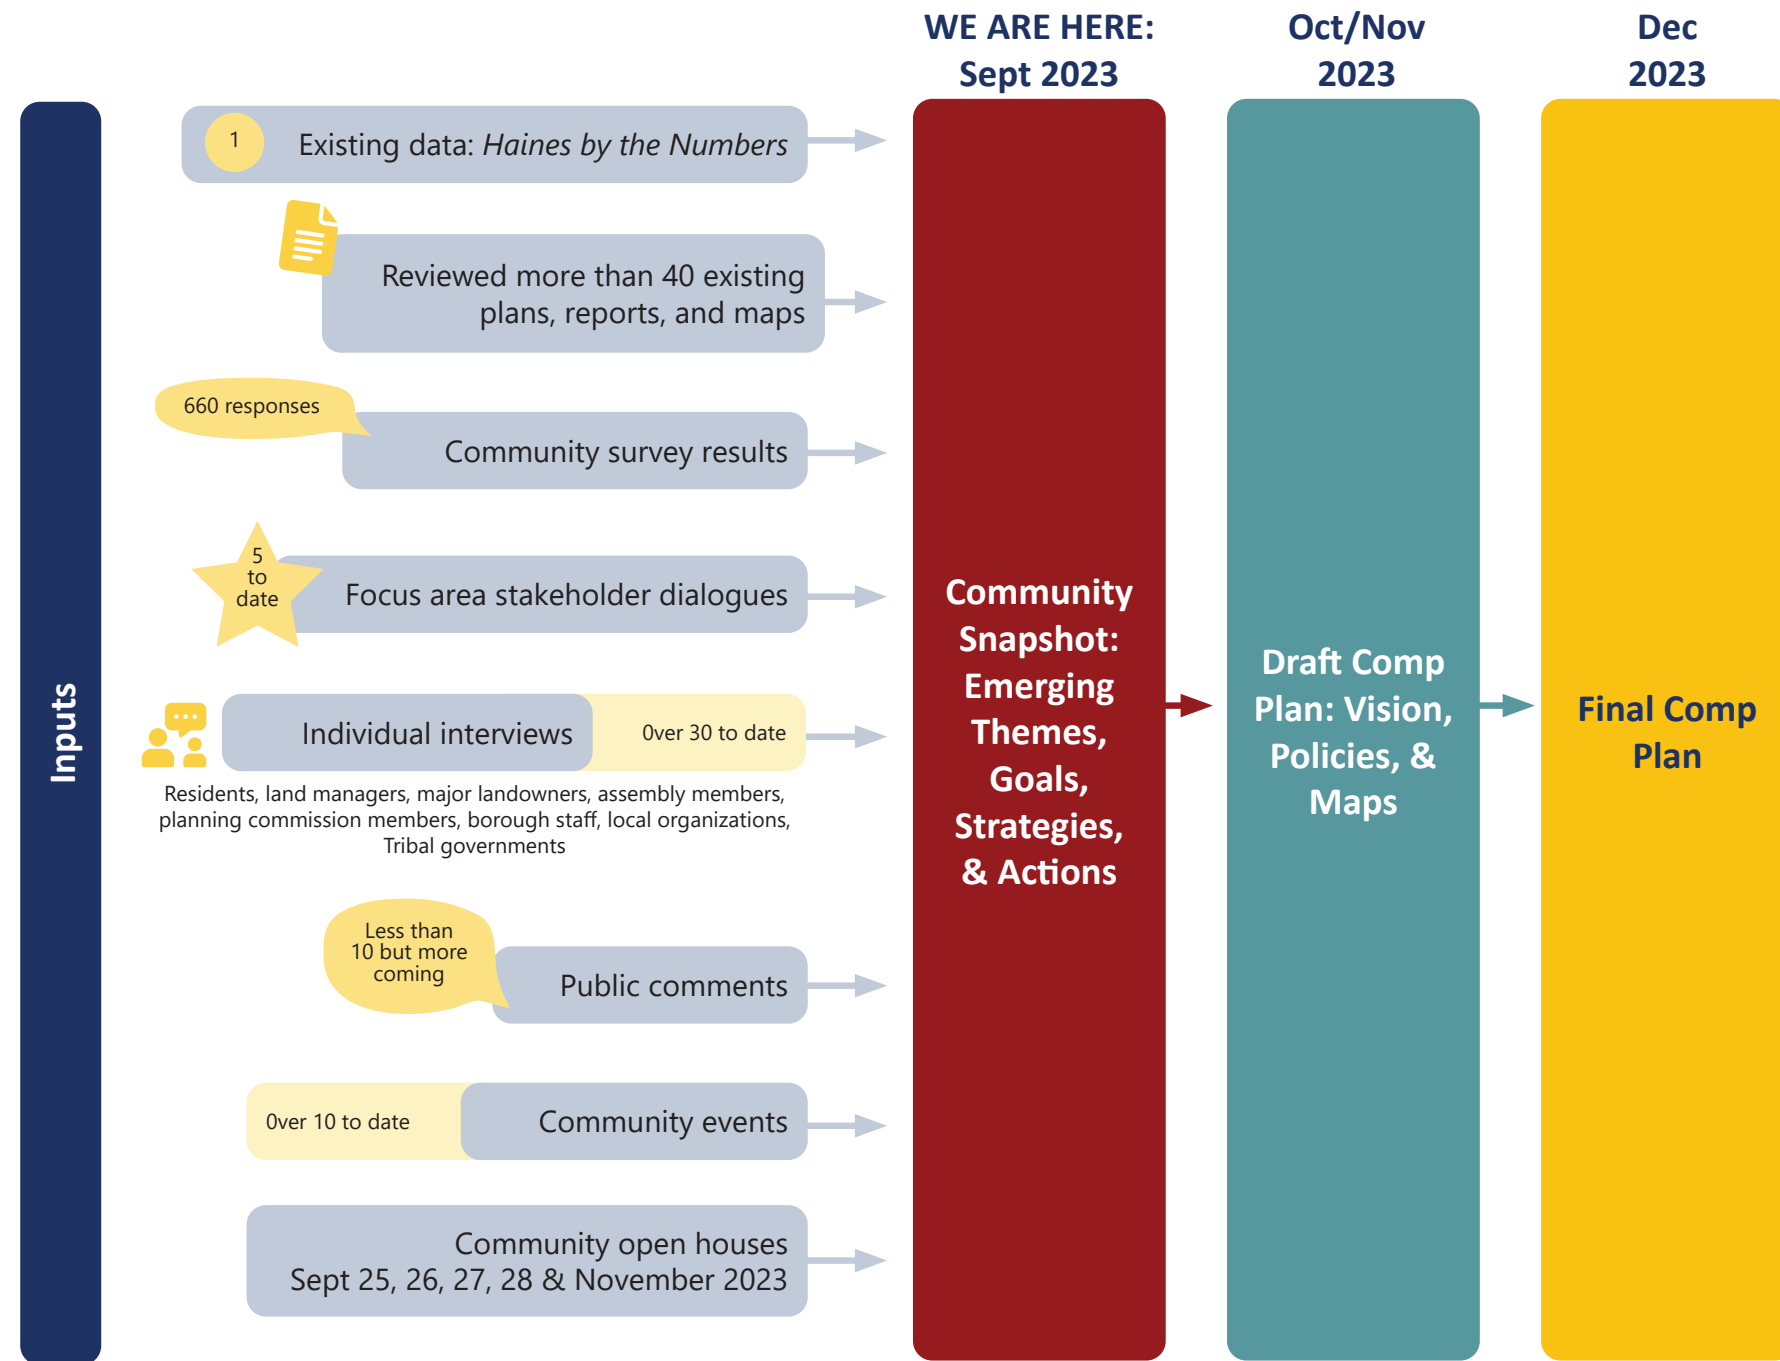 WE ARE HERE:
Sept 2023
Oct/Nov
2023
Dec
2023
Inputs
1
Existing data: Haines by the Numbers
Reviewed more than 40 existing
plans, reports, and maps
660 responses
Community survey results
5
to
date
Focus area stakeholder dialogues
Individual interviews
0ver 30 to date
Residents, land managers, major landowners, assembly members,
planning commission members, borough staff, local organizations,
Tribal governments
Less than
10 but more
coming
Public comments
0ver 10 to date
Community events
Community open houses
Sept 25, 26, 27, 28 & November 2023
Community
Snapshot:
Emerging
Themes,
Goals,
Strategies,
& Actions
Draft Comp
Plan: Vision,
Policies, &
Maps
Final Comp
Plan